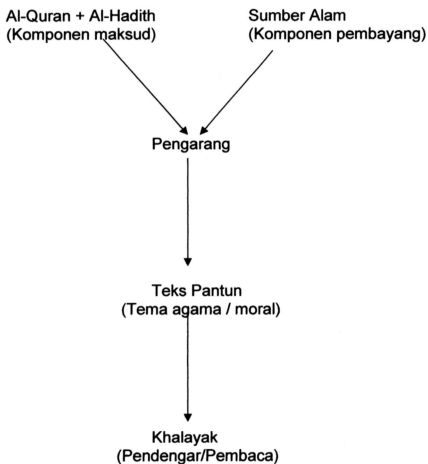 Al-Quran + Al-Hadith
(Komponen maksud)
Sumber Alam
(Komponen pembayang)
Pengarang
Teks Pantun
(Tema agama / moral)
Khalayak
(Pendengar/Pembaca)